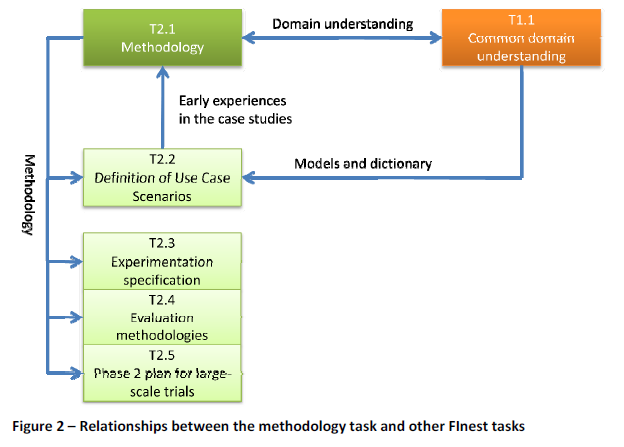 T2.1
Methodology
Domain understanding
T1.1
Common domain
understanding
Early experiences
in the case studies
Methodology
T2.2
Definition of Use Case
Scenarios
Models and dictionary
T2.3
Experimentation
specification
T2.4
Evaluation
methodologies
T2.5
Phase 2 plan for large-
scale trials
Figure 2 – Relationships between the methodology task and other FInest tasks